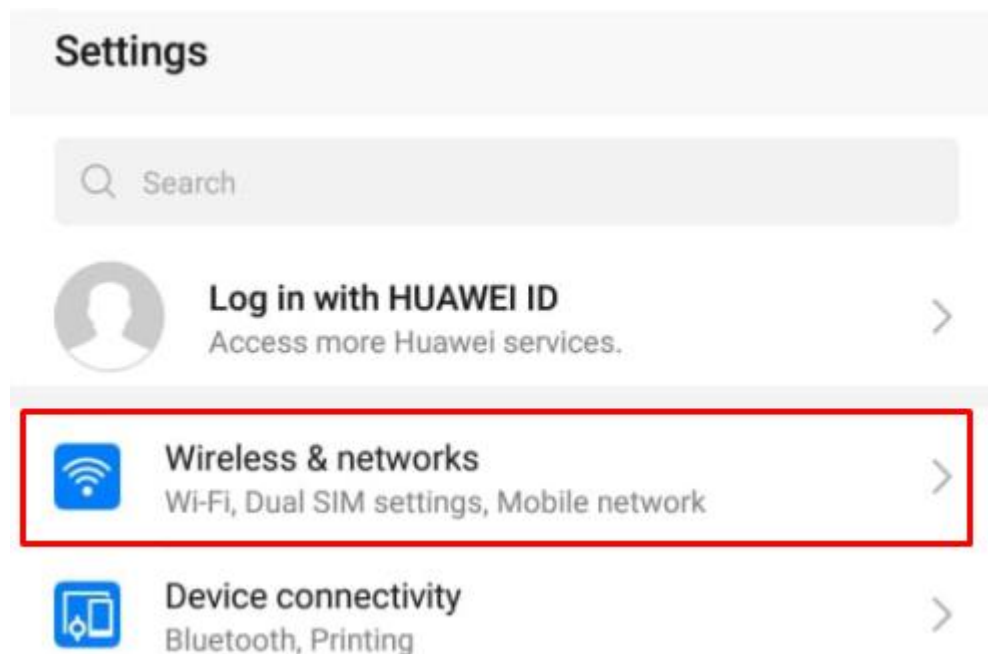 Settings
Search
Log in with HUAWEI ID
Access more Huawei services.
Wireless & networks
Wi-Fi, Dual SIM settings, Mobile network
Device connectivity
Bluetooth, Printing